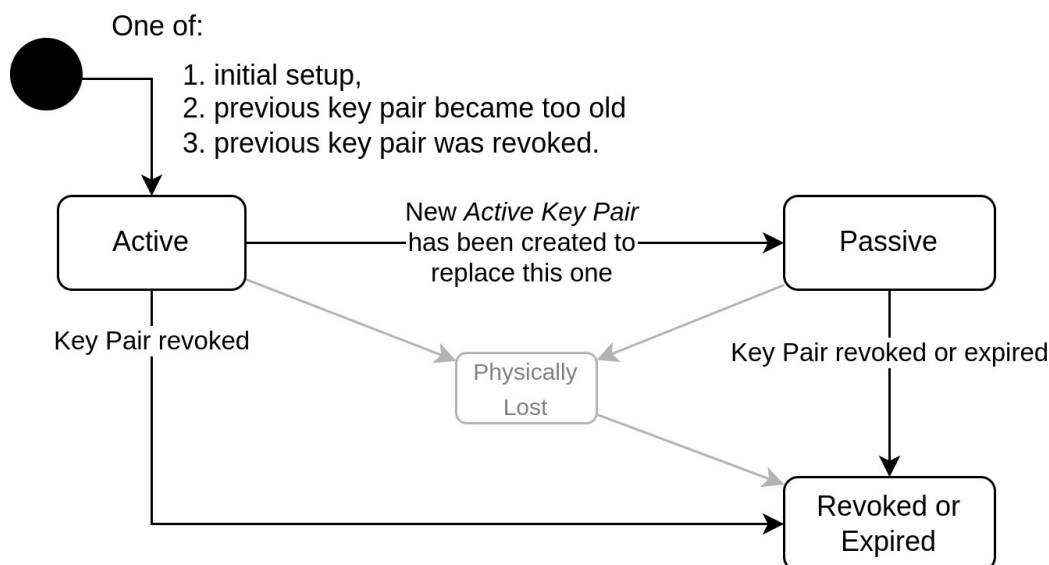 One of:
1. initial setup,
2. previous key pair became too old
3. previous key pair was revoked.
Active
New Active Key Pair
has been created to
replace this one
Passive
Key Pair revoked
Physically
Lost
Key Pair revoked or expired
Revoked or
Expired